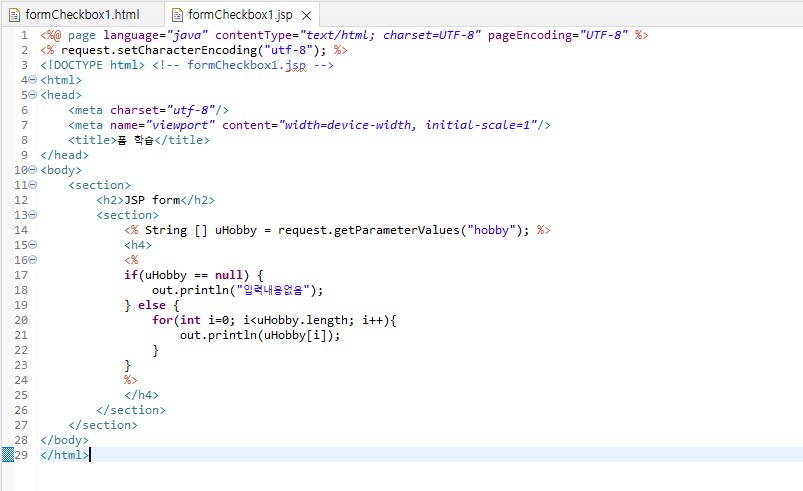 formCheckbox1.html formCheckbox1.jsp
1 <%@ page language="java" contentType="text/html; charset=UTF-8" pageEncoding="UTF-8" %>
2 <% request.setCharacterEncoding("utf-8"); %>
3 <!DOCTYPE html> <!-- formCheckbox1.jsp -->
4 <html>
5 <head>
6     <meta charset="utf-8"/>
7     <meta name="viewport" content="width=device-width, initial-scale=1"/>
8     <title>폼 학습</title>
9 </head>
10 <body>
11     <section>
12         <h2>JSP form</h2>
13         <section>
14             <% String [] uHobby = request.getParameterValues("hobby"); %>
15             <h4>
16             <%
17             if(uHobby == null) {
18                 out.println("입력내용없음");
19             } else {
20                 for(int i=0; i<uHobby.length; i++){
21                     out.println(uHobby[i]);
22                 }
23             }
24             %>
25             </h4>
26         </section>
27     </section>
28 </body>
29 </html>